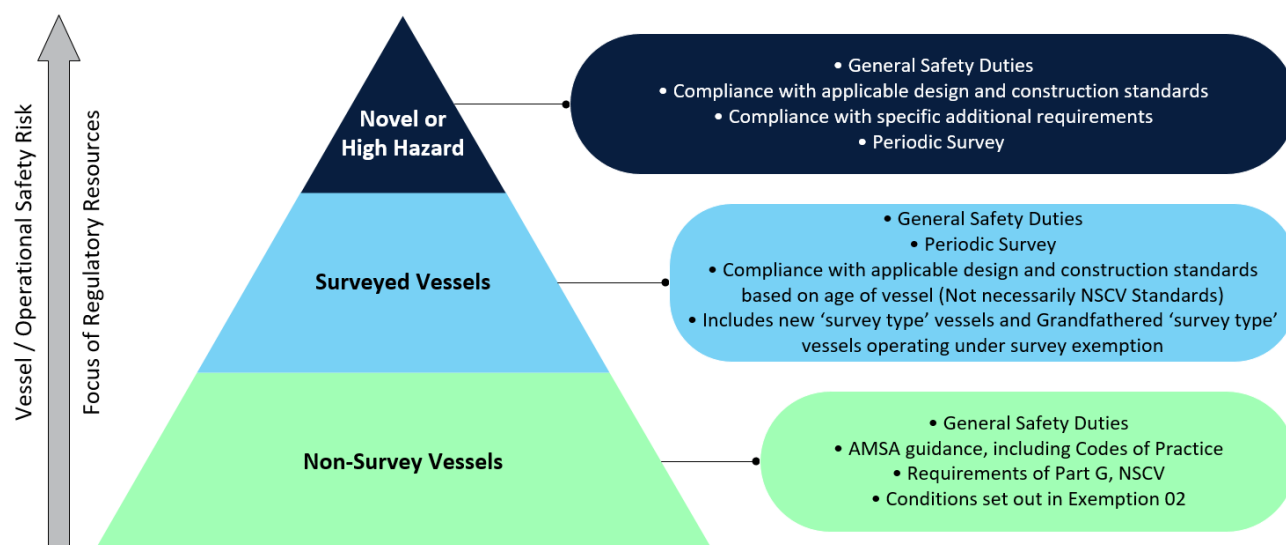 Vessel / Operational Safety Risk
Focus of Regulatory Resources
Novel or
High Hazard
• General Safety Duties
• Compliance with applicable design and construction standards
• Compliance with specific additional requirements
• Periodic Survey
Surveyed Vessels
• General Safety Duties
• Periodic Survey
• Compliance with applicable design and construction standards
based on age of vessel (Not necessarily NSCV Standards)
• Includes new ‘survey type’ vessels and Grandfathered ‘survey type’
vessels operating under survey exemption
Non-Survey Vessels
• General Safety Duties
• AMSA guidance, including Codes of Practice
• Requirements of Part G, NSCV
• Conditions set out in Exemption 02